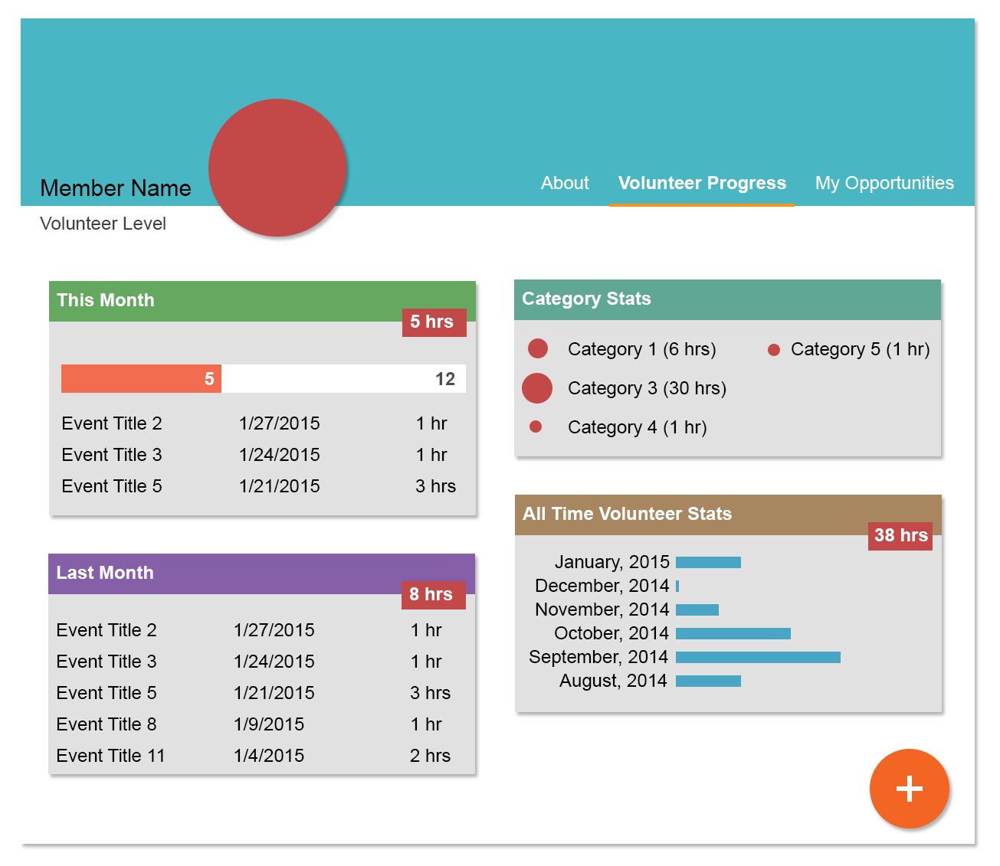 Member Name
About Volunteer Progress My Opportunities
Volunteer Level
This Month
5 hrs
5 12
Event Title 2 1/27/2015 1 hr
Event Title 3 1/24/2015 1 hr
Event Title 5 1/21/2015 3 hrs
Last Month
8 hrs
Event Title 2 1/27/2015 1 hr
Event Title 3 1/24/2015 1 hr
Event Title 5 1/21/2015 3 hrs
Event Title 8 1/9/2015 1 hr
Event Title 11 1/4/2015 2 hrs
Category Stats
Category 1 (6 hrs) Category 5 (1 hr)
Category 3 (30 hrs)
Category 4 (1 hr)
All Time Volunteer Stats
38 hrs
January, 2015
December, 2014
November, 2014
October, 2014
September, 2014
August, 2014
+